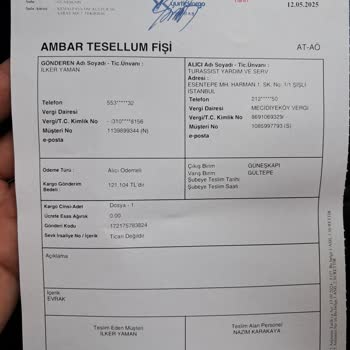 12.05.2025
AMBAR TESELLUM FİŞİ
AT-AÖ
GÖNDEREN Adı Soyadı - Tic.Ünvanı :
İLKER YAMAN
Telefon 553*****32
Vergi Dairesi
Vergi/T.C. Kimlik No
Müşteri No 1139899344 (N)
e-posta
ALICI Adı Soyadı - Tic.Ünvanı :
TURASSIST YARDIM VE SERV
Adresi :
ESENTEPE MH. HARMAN 1. SK. No: 1/1 ŞİŞLİ
İSTANBUL
Telefon 212*****50
Vergi Dairesi MECİDİYEKÖY VERGİ
Vergi/T.C. Kimlik No 8691069329/
Müşteri No 1085997793 (S)
e-posta
Ödeme Türü : Alıcı Ödemeli
Kargo Gönderim Bedeli : 121.104 TL'dir.
Çıkış Birim GÜNEŞKAPI
Varış Birim GÜLTEPE
Şubeye Teslim Tarihi
Şubeye Teslim Saati
Kargo Cinsi-Adet Dosya - 1
Ücrete Esas Ağırlık 0.00
Gönderi Kodu 172175783824
Sevk İrsaliye No / İçerik Ticari Değildir
Açıklama
İçerik
EVRAK
Teslim Eden Müşteri
İLKER YAMAN
Teslim Alan Personel
NAZIM KARAKAYA